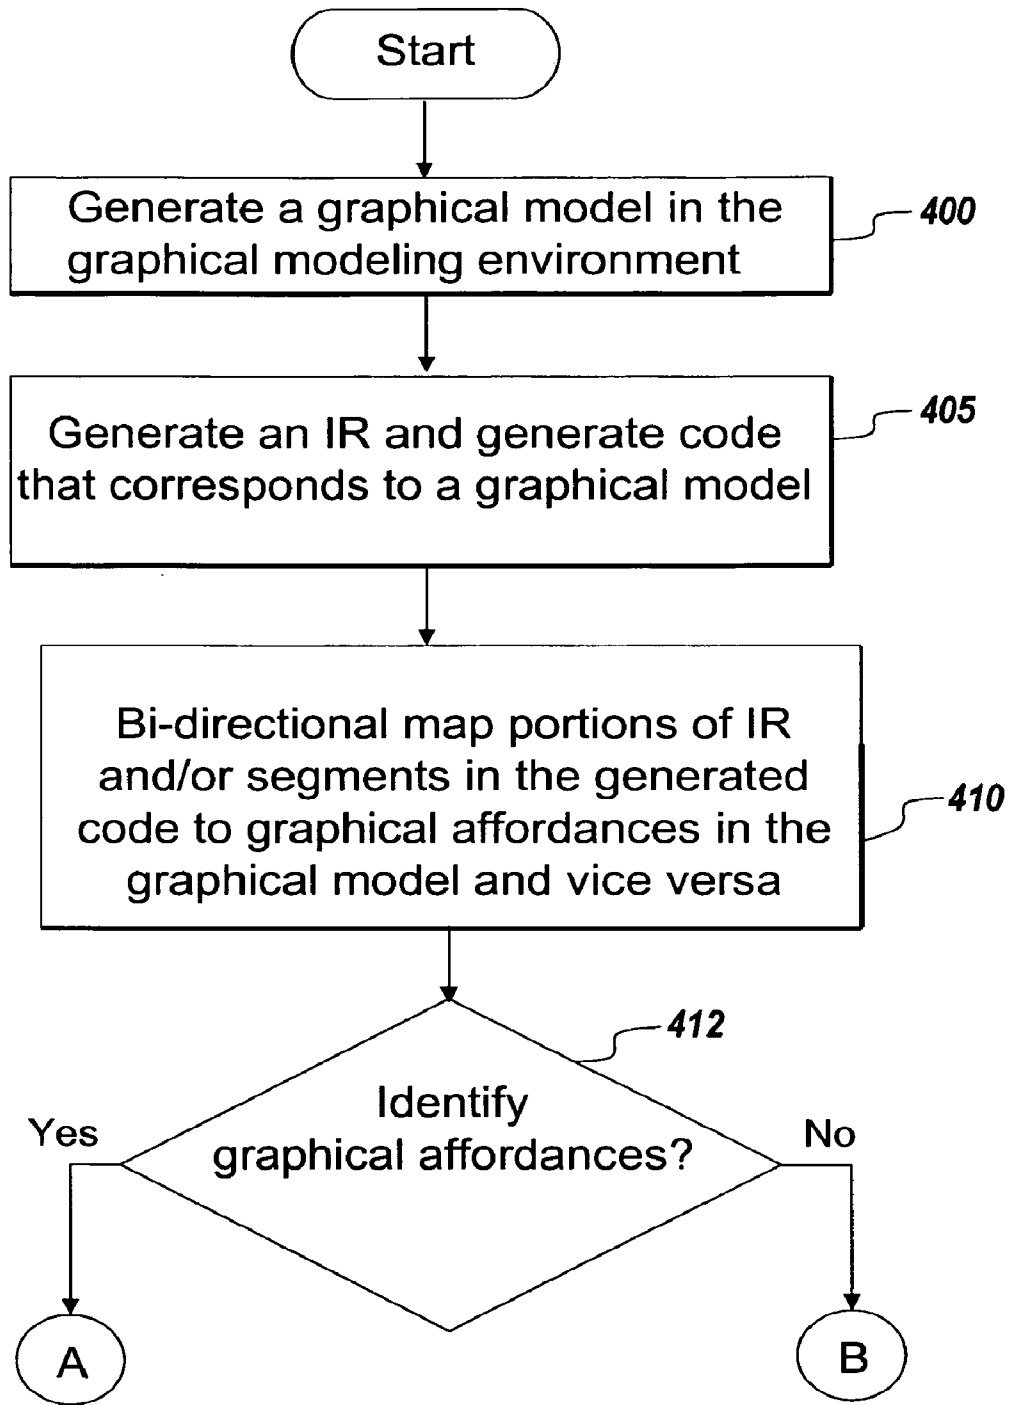 Start
Generate a graphical model in the
graphical modeling environment
400
Generate an IR and generate code
that corresponds to a graphical model
405
Bi-directional map portions of IR
and/or segments in the generated
code to graphical affordances in the
graphical model and vice versa
410
412
Identify
graphical affordances?
Yes
No
A
B